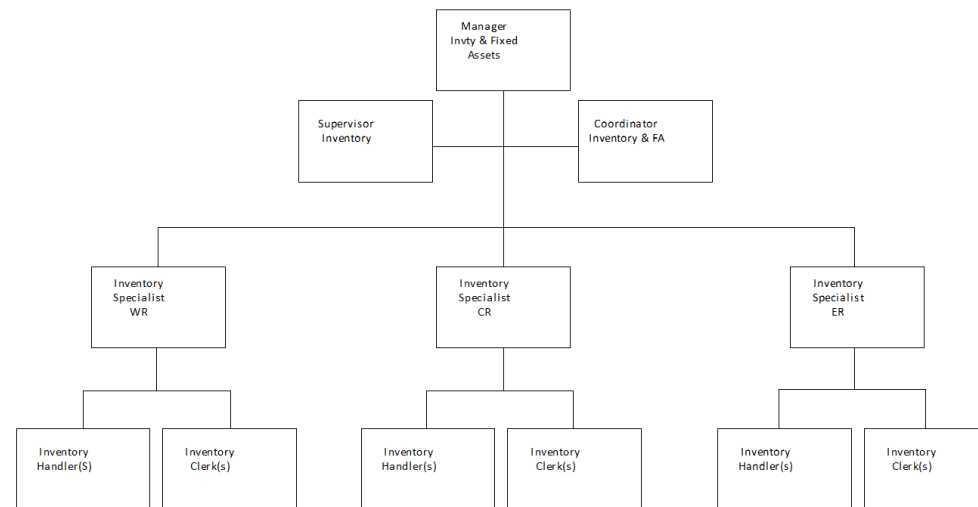 Manager
Invty & Fixed
Assets
Supervisor
Inventory
Coordinator
Inventory & FA
Inventory
Specialist
WR
Inventory
Specialist
CR
Inventory
Specialist
ER
Inventory
Handler(S)
Inventory
Clerk(s)
Inventory
Handler(s)
Inventory
Clerk(s)
Inventory
Handler(s)
Inventory
Clerk(s)